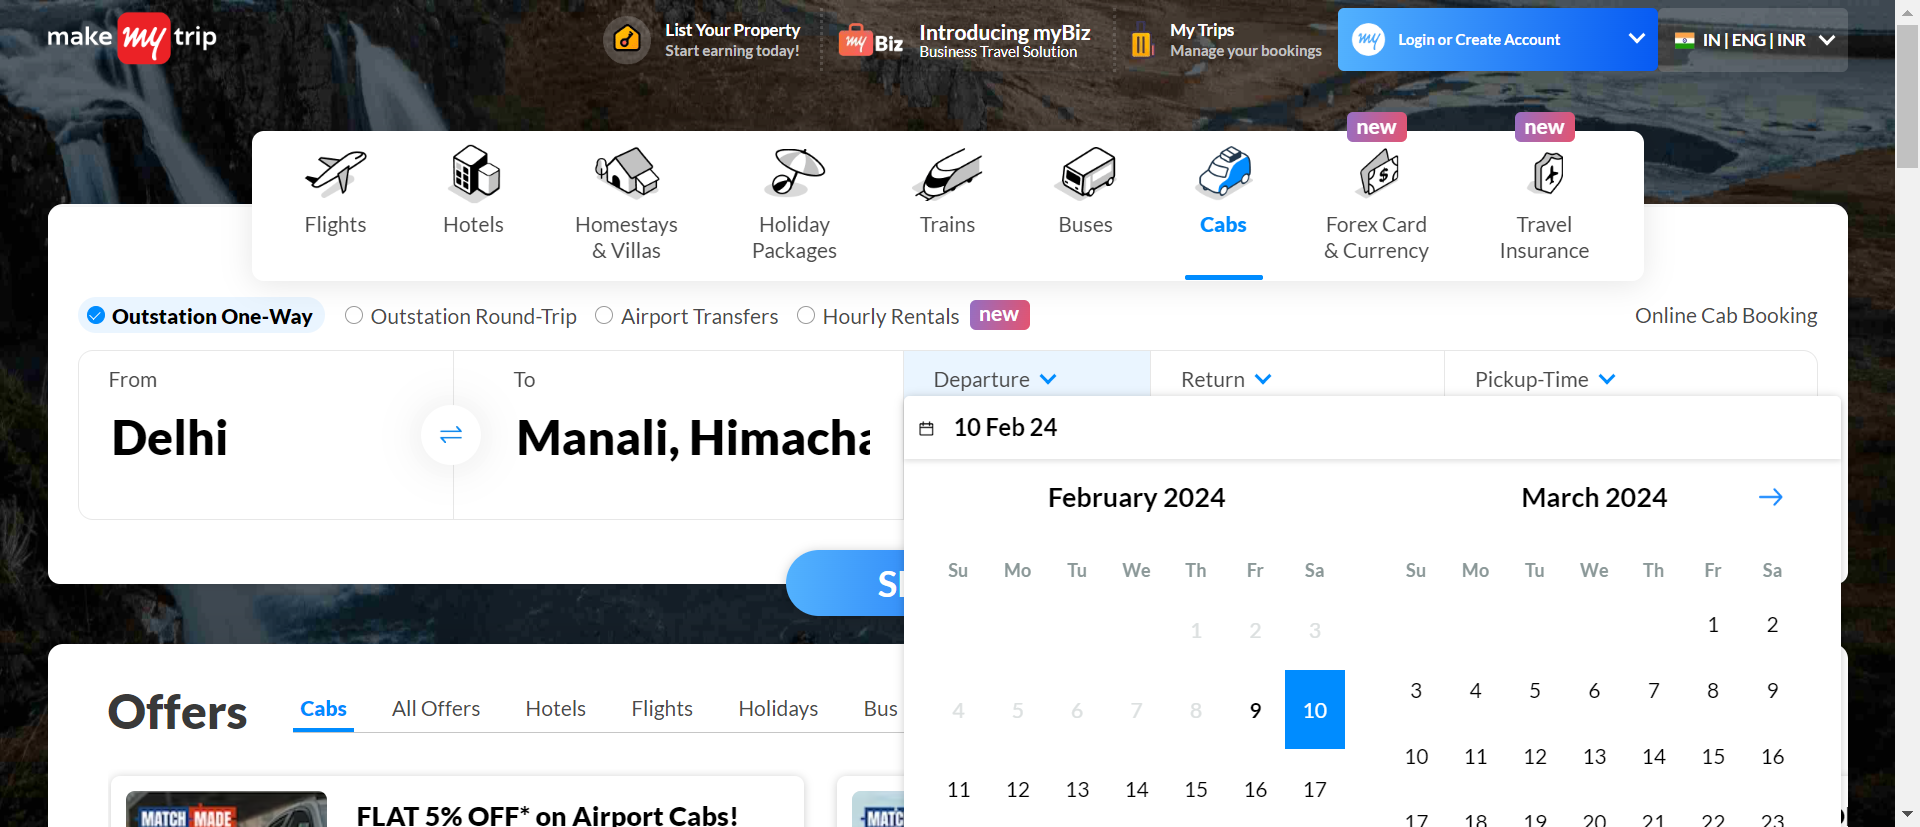 make my trip
List Your Property
Start earning today!
my Biz
Introducing myBiz
Business Travel Solution
My Trips
Manage your bookings
my
Login or Create Account
IN | ENG | INR
new
new
Flights
Hotels
Homestays
& Villas
Holiday
Packages
Trains
Buses
Cabs
Forex Card
& Currency
Travel
Insurance
Outstation One-Way
Outstation Round-Trip
Airport Transfers
Hourly Rentals
new
Online Cab Booking
From
To
Departure
Return
Pickup-Time
Delhi
Manali, Himacha
10 Feb 24
February 2024
March 2024
Su Mo Tu We Th Fr Sa
Su Mo Tu We Th Fr Sa
1 2 3
1 2
4 5 6 7 8 9 10
3 4 5 6 7 8 9
11 12 13 14 15 16 17
10 11 12 13 14 15 16
17 18 19 20 21 22 23
Offers
Cabs
All Offers
Hotels
Flights
Holidays
Bus
MATCH MADE
FLAT 5% OFF* on Airport Cabs!
MATC